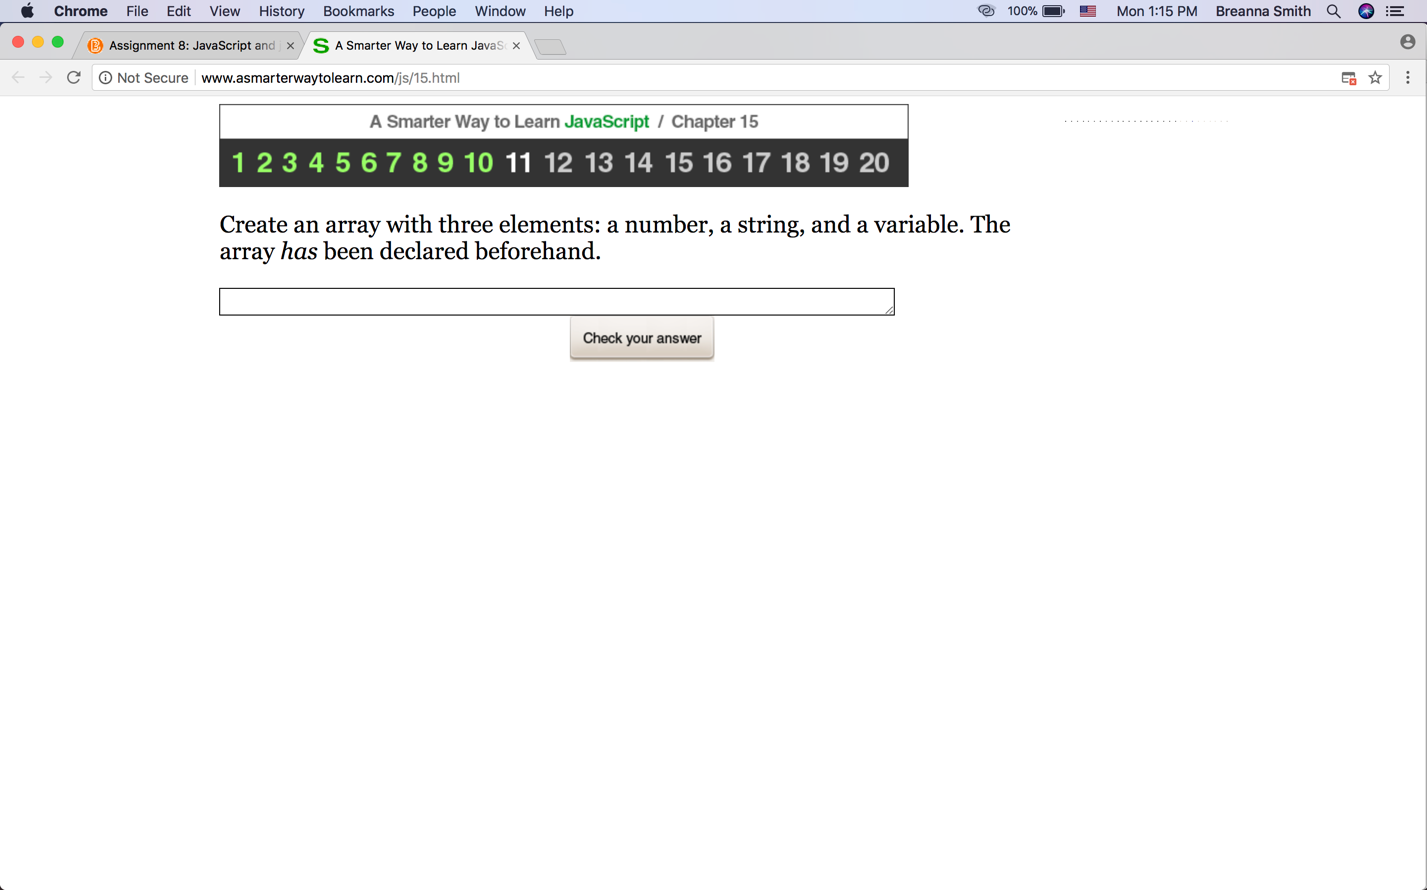 Chrome File Edit View History Bookmarks People Window Help 100% Mon 1:15 PM Breanna Smith
Assignment 8: JavaScript and A Smarter Way to Learn JavaS
Not Secure www.asmarterwaytolearn.com/js/15.html
A Smarter Way to Learn JavaScript / Chapter 15
1 2 3 4 5 6 7 8 9 10 11 12 13 14 15 16 17 18 19 20
Create an array with three elements: a number, a string, and a variable. The
array has been declared beforehand.
Check your answer